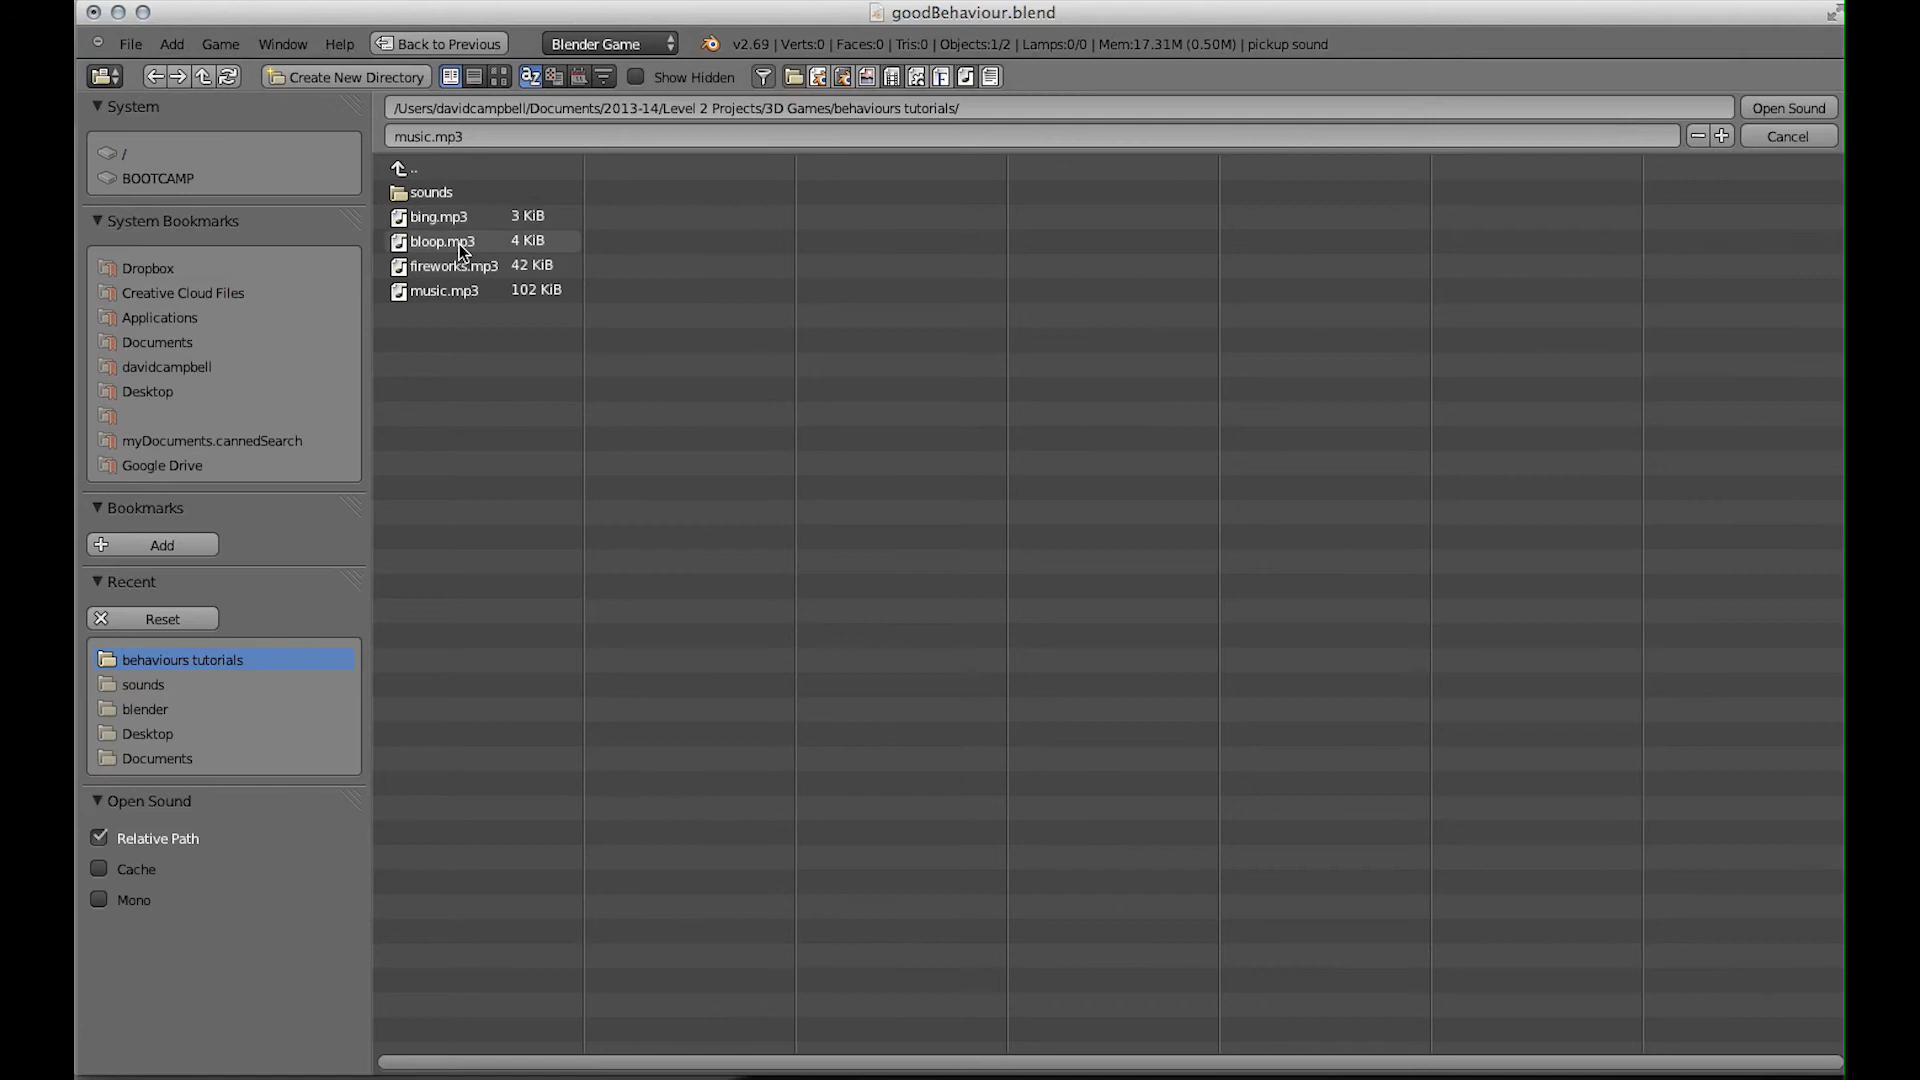 goodBehaviour.blend
File Add Game Window Help Back to Previous Blender Game v2.69 | Verts:0 | Faces:0 | Tris:0 | Objects:1/2 | Lamps:0/0 | Mem:17.31M (0.50M) | pickup sound
Create New Directory az Show Hidden F
System
/
BOOTCAMP
System Bookmarks
Dropbox
Creative Cloud Files
Applications
Documents
davidcampbell
Desktop
myDocuments.cannedSearch
Google Drive
Bookmarks
Add
Recent
Reset
behaviours tutorials
sounds
blender
Desktop
Documents
Open Sound
Relative Path
Cache
Mono
/Users/davidcampbell/Documents/2013-14/Level 2 Projects/3D Games/behaviours tutorials/ Open Sound
music.mp3 Cancel
..
sounds
bing.mp3 3 KiB
bloop.mp3 4 KiB
fireworks.mp3 42 KiB
music.mp3 102 KiB